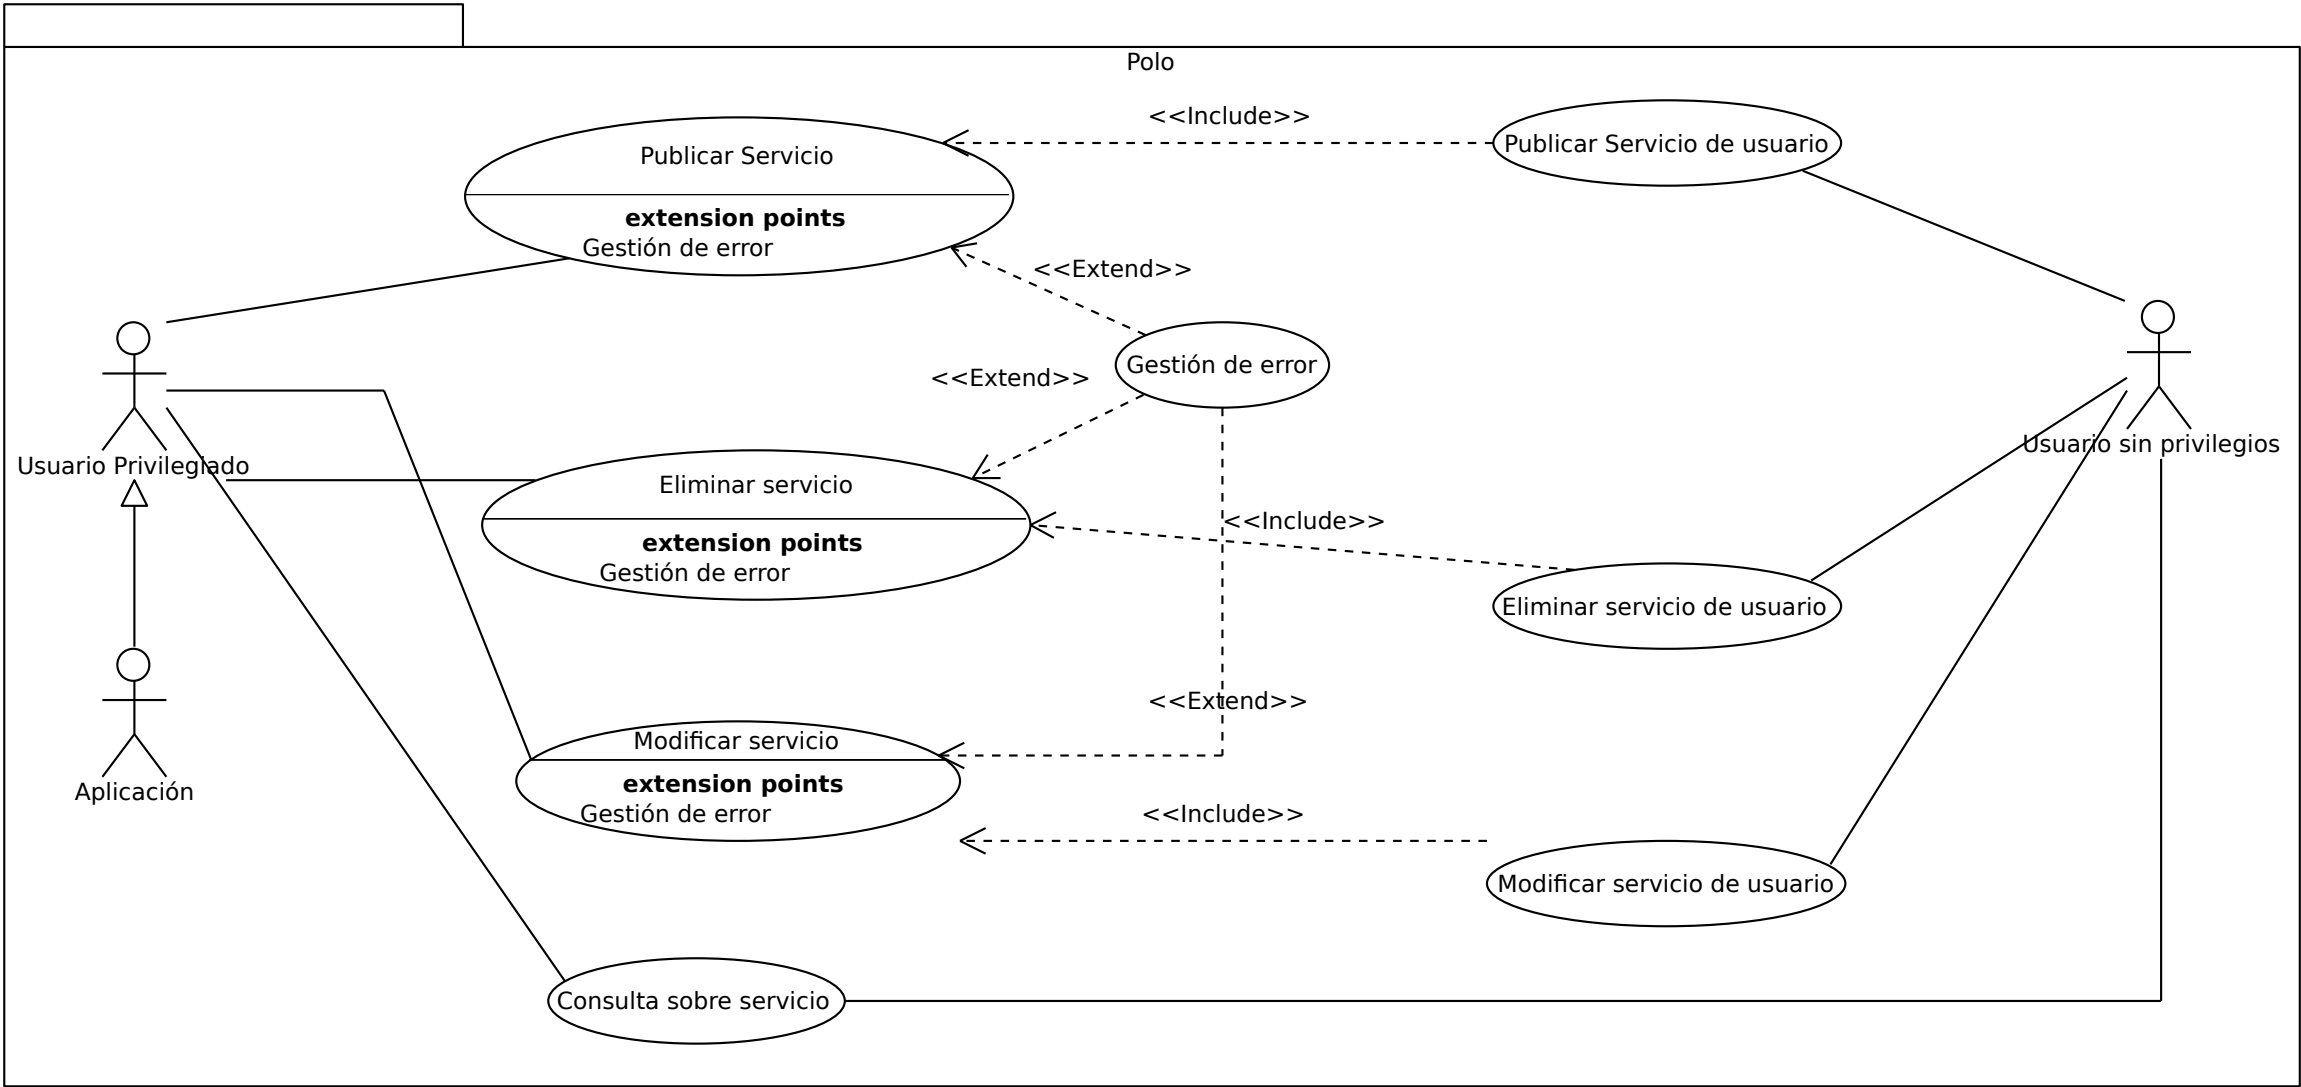 Polo
<<Include>>
Publicar Servicio
Publicar Servicio de usuario
extension points
Gestión de error
<<Extend>>
Gestión de error
<<Extend>>
Usuario sin privilegios
Usuario Privilegiado
Eliminar servicio
<<Include>>
extension points
Gestión de error
Eliminar servicio de usuario
<<Extend>>
Modificar servicio
extension points
Gestión de error
Aplicación
<<Include>>
Modificar servicio de usuario
Consulta sobre servicio